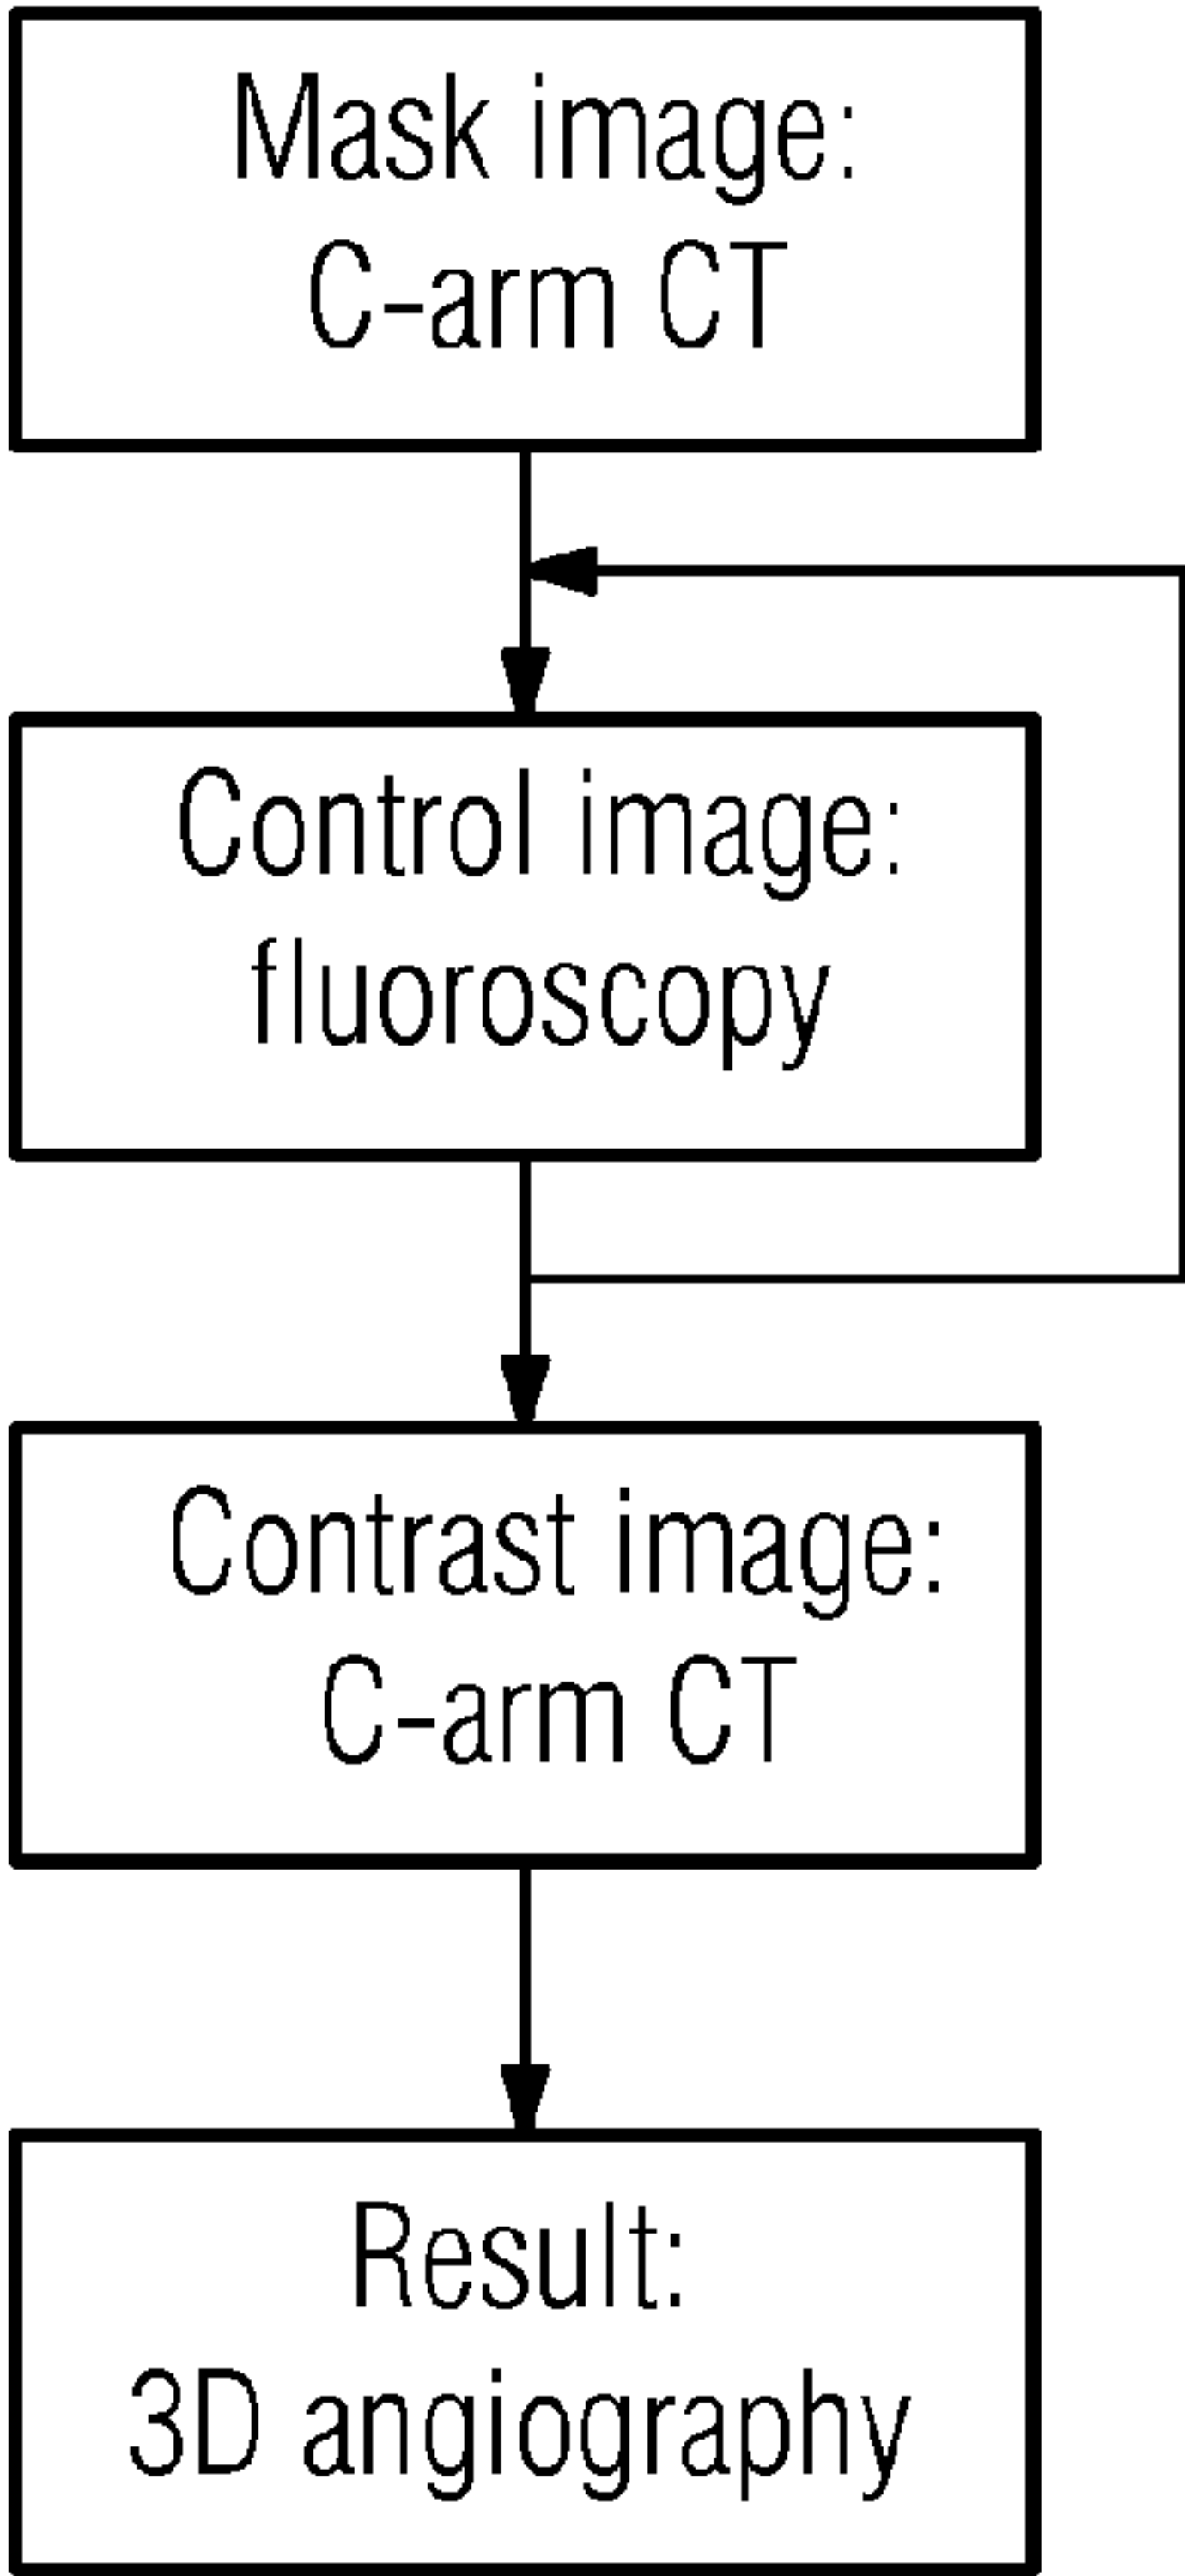 Mask image:
C-arm CT
Control image:
fluoroscopy
Contrast image:
C-arm CT
Result:
3D angiography